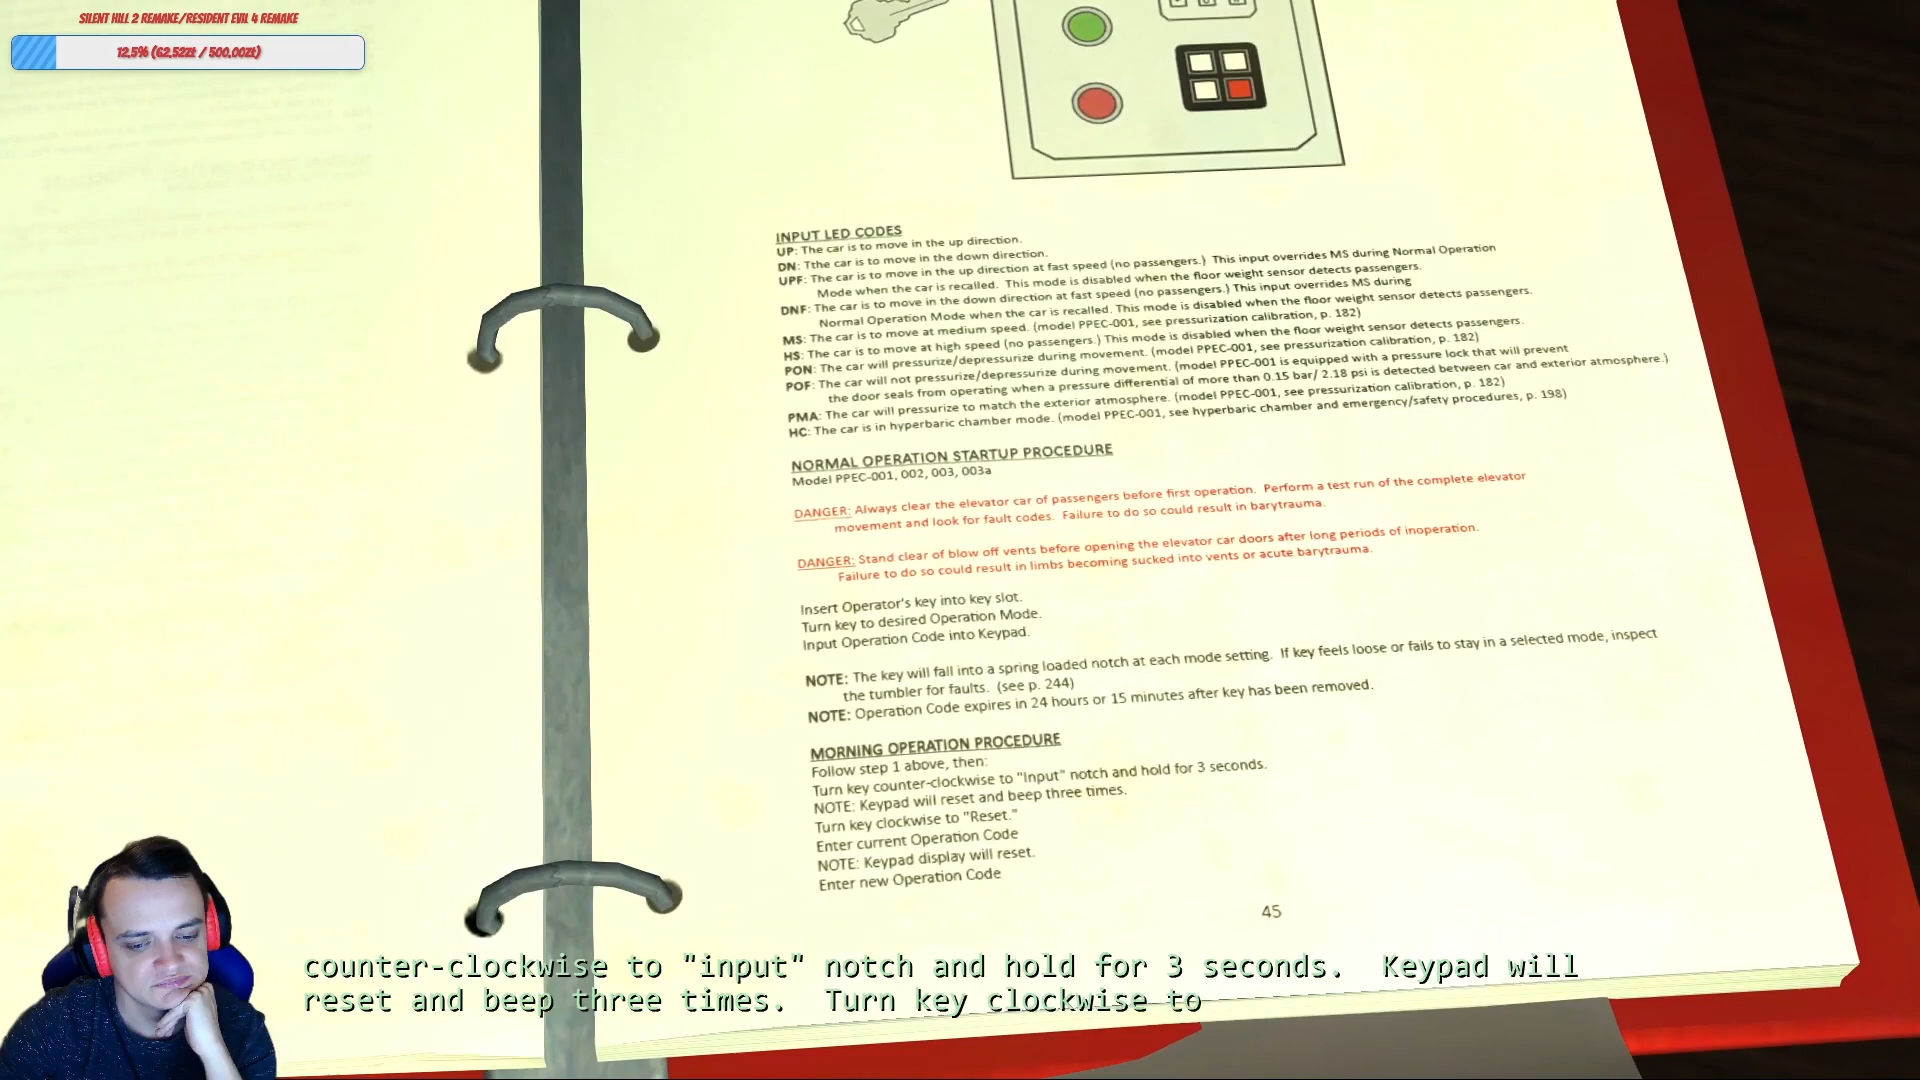 SILENT HILL 2 REMAKE/RESIDENT EVIL 4 REMAKE
12.5% (62.52zł / 500.00zł)
INPUT LED CODES
UP: The car is to move in the up direction.
DN: Tthe car is to move in the down direction.
UPF: The car is to move in the up direction at fast speed (no passengers.) This input overrides MS during Normal Operation
Mode when the car is recalled. This mode is disabled when the floor weight sensor detects passengers.
DNF: The car is to move in the down direction at fast speed (no passengers.) This input overrides MS during
Normal Operation Mode when the car is recalled. This mode is disabled when the floor weight sensor detects passengers.
MS: The car is to move at medium speed. (model PPEC-001, see pressurization calibration, p. 182)
HS: The car is to move at high speed (no passengers.) This mode is disabled when the floor weight sensor detects passengers.
PON: The car will pressurize/depressurize during movement. (model PPEC-001, see pressurization calibration, p. 182)
POF: The car will not pressurize/depressurize during movement. (model PPEC-001 is equipped with a pressure lock that will prevent
the door seals from operating when a pressure differential of more than 0.15 bar/ 2.18 psi is detected between car and exterior atmosphere.)
PMA: The car will pressurize to match the exterior atmosphere. (model PPEC-001, see pressurization calibration, p. 182)
HC: The car is in hyperbaric chamber mode. (model PPEC-001, see hyperbaric chamber and emergency/safety procedures, p. 198)
NORMAL OPERATION STARTUP PROCEDURE
Model PPEC-001, 002, 003, 003a
DANGER: Always clear the elevator car of passengers before first operation. Perform a test run of the complete elevator
movement and look for fault codes. Failure to do so could result in barytrauma.
DANGER: Stand clear of blow off vents before opening the elevator car doors after long periods of inoperation.
Failure to do so could result in limbs becoming sucked into vents or acute barytrauma.
Insert Operator's key into key slot.
Turn key to desired Operation Mode.
Input Operation Code into Keypad.
NOTE: The key will fall into a spring loaded notch at each mode setting. If key feels loose or fails to stay in a selected mode, inspect
the tumbler for faults. (see p. 244)
NOTE: Operation Code expires in 24 hours or 15 minutes after key has been removed.
MORNING OPERATION PROCEDURE
Follow step 1 above, then:
Turn key counter-clockwise to "Input" notch and hold for 3 seconds.
NOTE: Keypad will reset and beep three times.
Turn key clockwise to "Reset."
Enter current Operation Code
NOTE: Keypad display will reset.
Enter new Operation Code
45
counter-clockwise to "input" notch and hold for 3 seconds. Keypad will
reset and beep three times. Turn key clockwise to